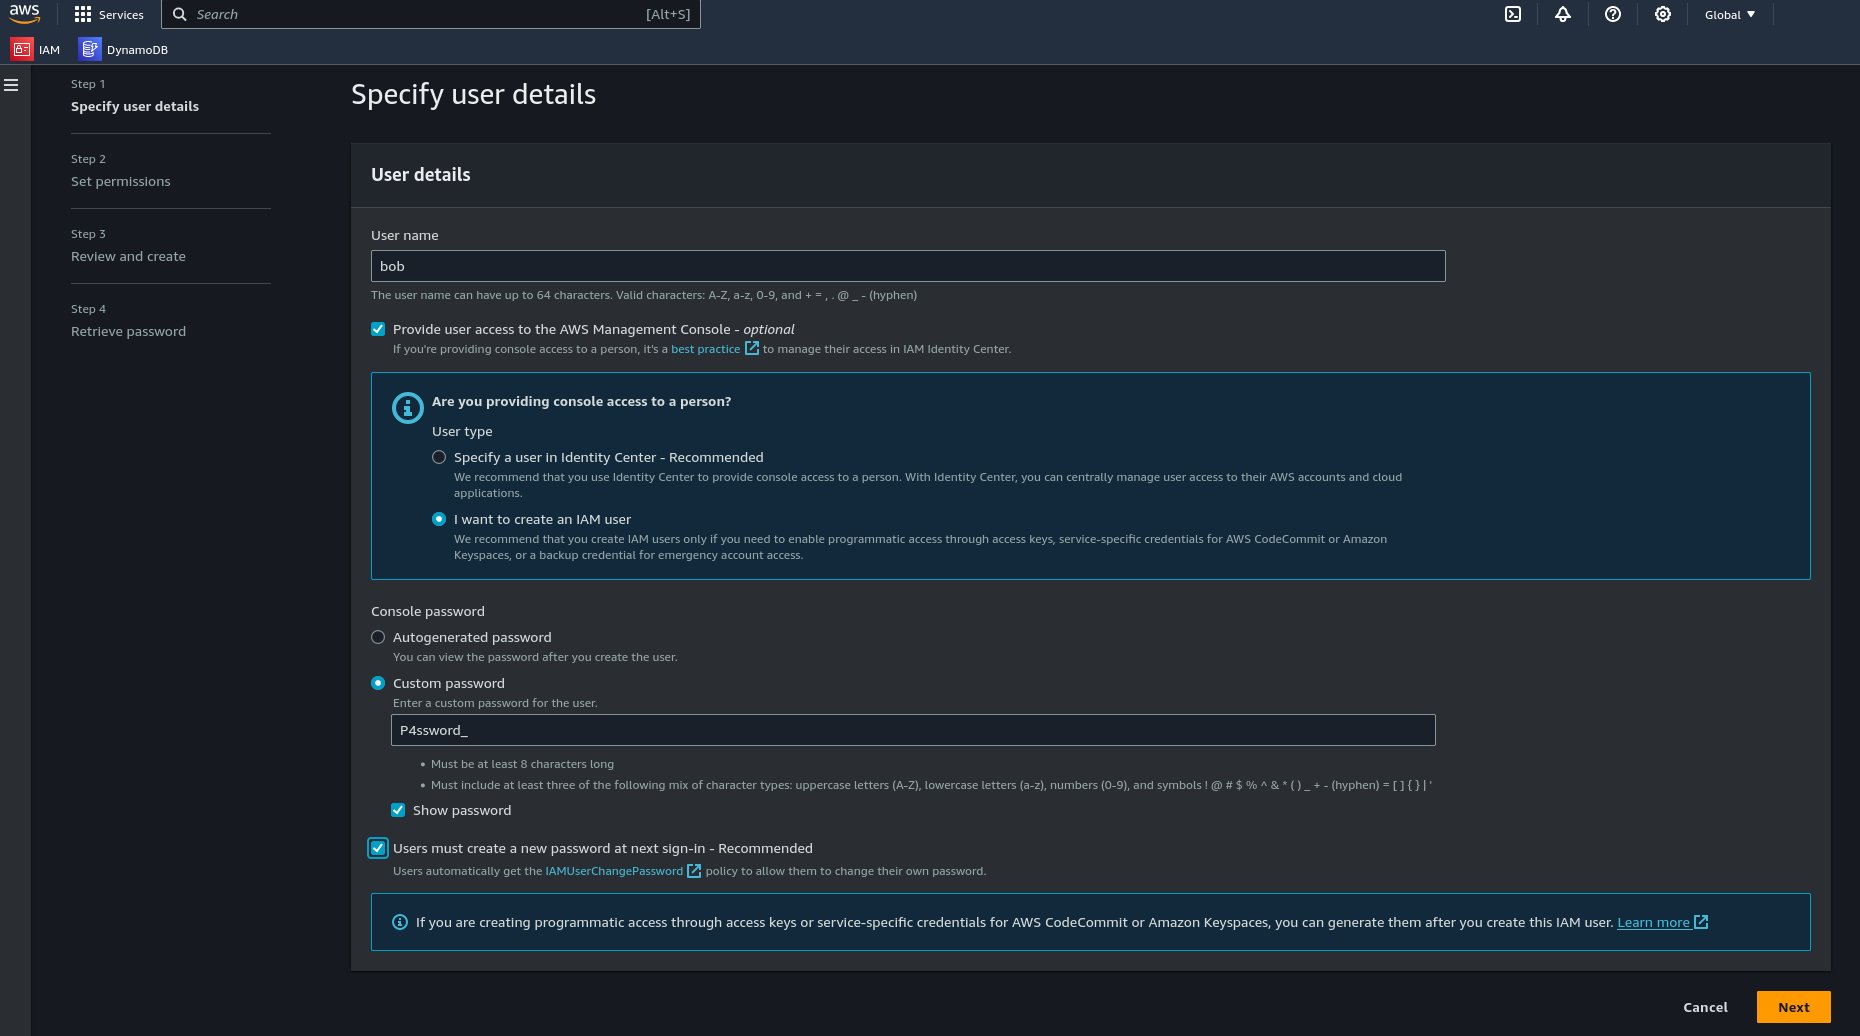 aws
Services
Search
[Alt+S]
Global
IAM
DynamoDB
Step 1
Specify user details
Step 2
Set permissions
Step 3
Review and create
Step 4
Retrieve password
Specify user details
User details
User name
bob
The user name can have up to 64 characters. Valid characters: A-Z, a-z, 0-9, and + = , . @ _ - (hyphen)
Provide user access to the AWS Management Console - optional
If you're providing console access to a person, it's a best practice to manage their access in IAM Identity Center.
Are you providing console access to a person?
User type
Specify a user in Identity Center - Recommended
We recommend that you use Identity Center to provide console access to a person. With Identity Center, you can centrally manage user access to their AWS accounts and cloud
applications.
I want to create an IAM user
We recommend that you create IAM users only if you need to enable programmatic access through access keys, service-specific credentials for AWS CodeCommit or Amazon
Keyspaces, or a backup credential for emergency account access.
Console password
Autogenerated password
You can view the password after you create the user.
Custom password
Enter a custom password for the user.
P4ssword_
• Must be at least 8 characters long
• Must include at least three of the following mix of character types: uppercase letters (A-Z), lowercase letters (a-z), numbers (0-9), and symbols ! @ # $ % ^ & * ( ) _ + - (hyphen) = [ ] { } | '
Show password
Users must create a new password at next sign-in - Recommended
Users automatically get the IAMUserChangePassword policy to allow them to change their own password.
If you are creating programmatic access through access keys or service-specific credentials for AWS CodeCommit or Amazon Keyspaces, you can generate them after you create this IAM user. Learn more
Cancel
Next